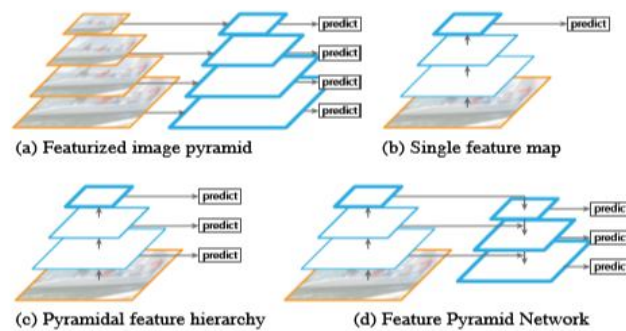 predict
predict
predict
predict
predict
(a) Featurized image pyramid
(b) Single feature map
predict
predict
predict
predic
predic
predic
(c) Pyramidal feature hierarchy
(d) Feature Pyramid Network